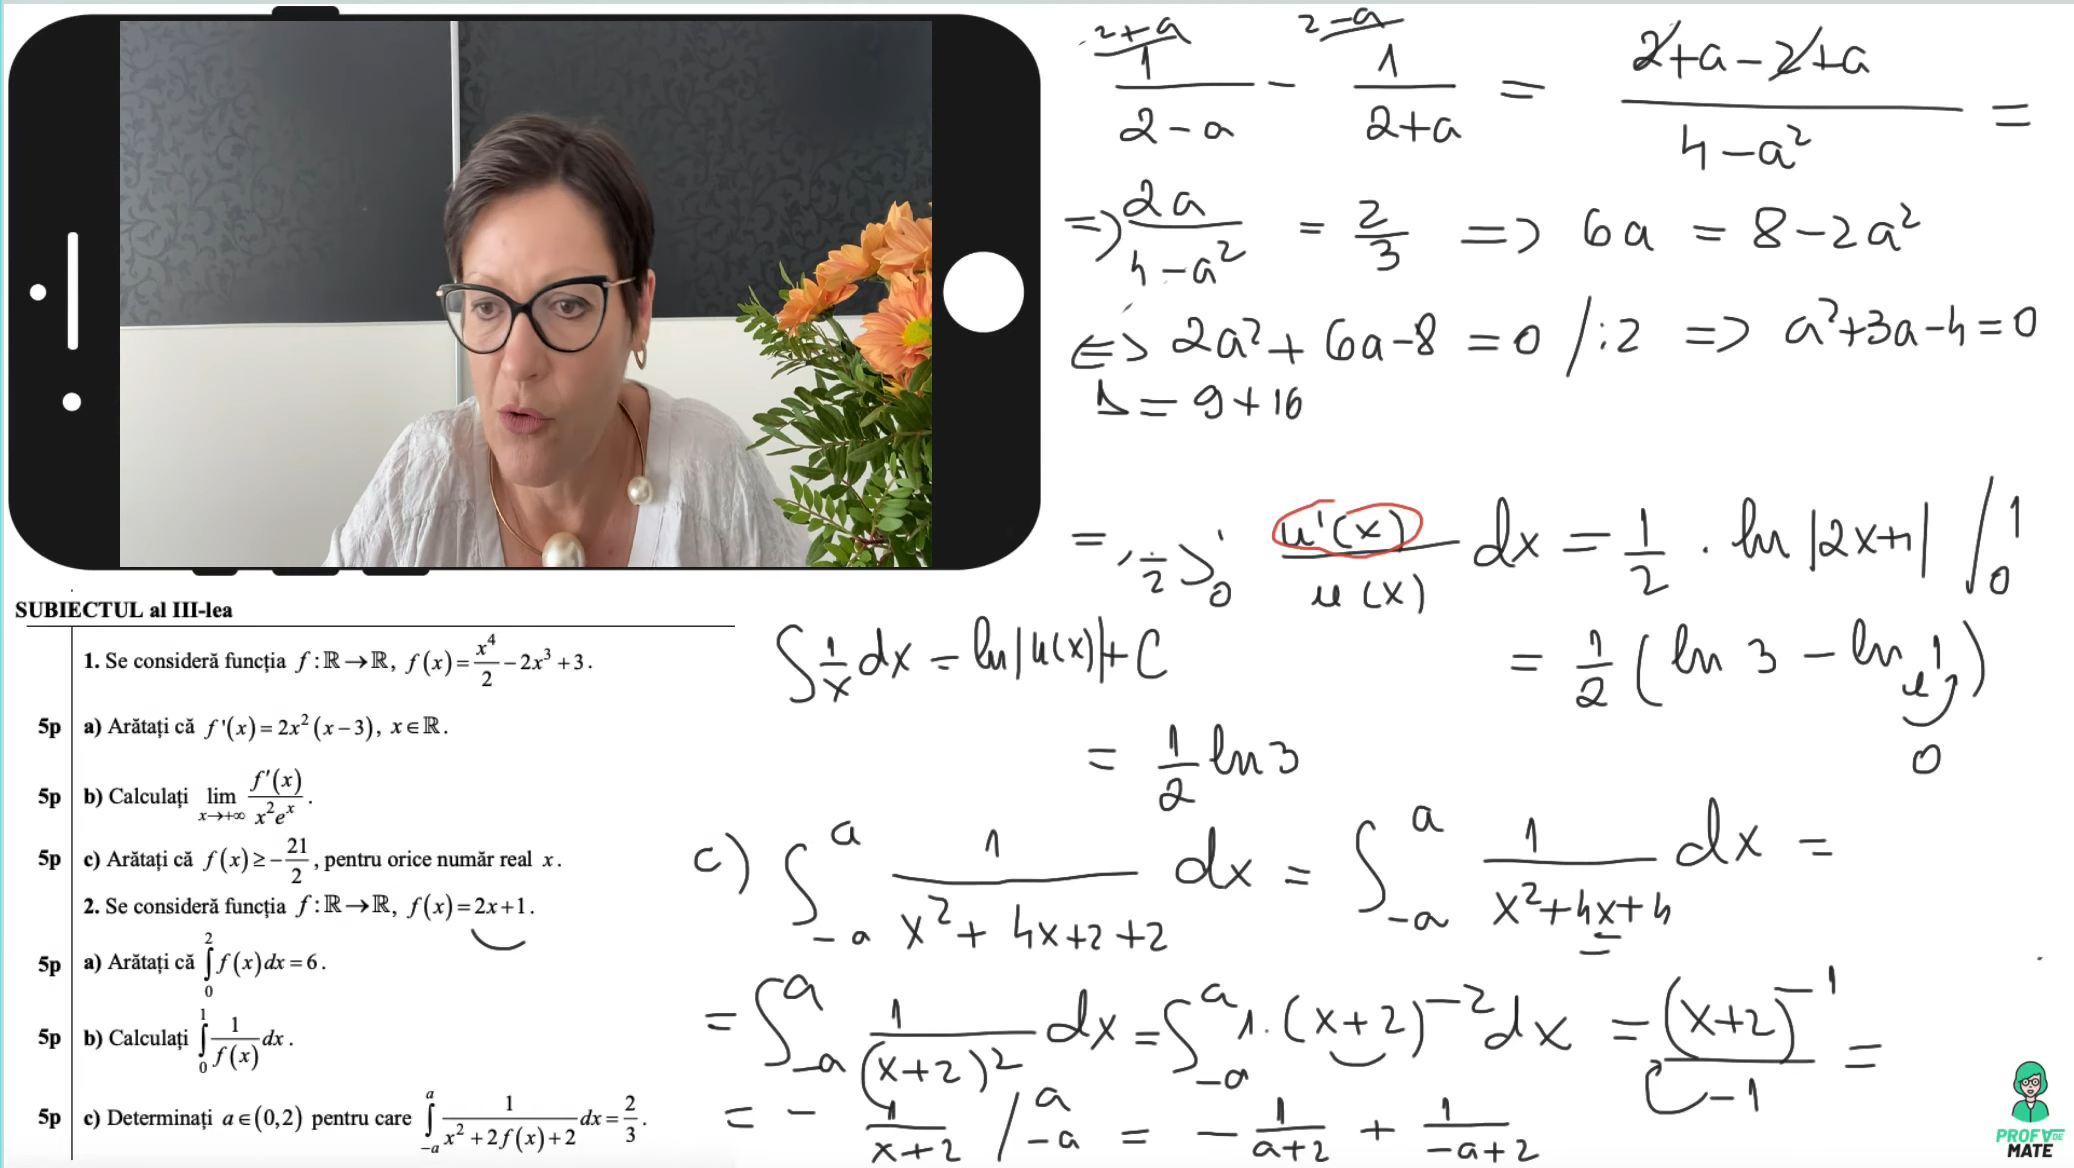 SUBIECTUL al III-lea
1. Se consideră funcția f : ℝ → ℝ, f(x) = x⁴/2 − 2x³ + 3.
5p a) Arătați că f'(x) = 2x²(x − 3), x ∈ ℝ.
5p b) Calculați lim x→+∞ f'(x)/(x²eˣ).
5p c) Arătați că f(x) ≥ −21/2, pentru orice număr real x.
2. Se consideră funcția f : ℝ → ℝ, f(x) = 2x + 1.
5p a) Arătați că ∫₀² f(x)dx = 6.
5p b) Calculați ∫₀¹ 1/f(x) dx.
5p c) Determinați a ∈ (0,2) pentru care ∫₋ₐᵃ 1/(x² + 2f(x) + 2) dx = 2/3.
2+a 2−a
1/(2−a) − 1/(2+a) = (2+a−2+a)/(4−a²) =
=> 2a/(4−a²) = 2/3 => 6a = 8−2a²
<=> 2a²+6a−8 = 0 /:2 => a²+3a−4=0
Δ = 9+16
= 1/2 ∫₀¹ u'(x)/u(x) dx = 1/2 · ln|2x+1| /₀¹
∫ 1/x dx = ln|u(x)|+C
= 1/2 (ln 3 − ln 1)
0
= 1/2 ln3
c) ∫₋ₐᵃ 1/(x²+4x+2+2) dx = ∫₋ₐᵃ 1/(x²+4x+4) dx =
= ∫₋ₐᵃ 1/(x+2)² dx = ∫₋ₐᵃ 1·(x+2)⁻² dx = (x+2)⁻¹/−1 =
= − 1/(x+2) /₋ₐᵃ = − 1/(a+2) + 1/(−a+2)
PROFA DE
MATE